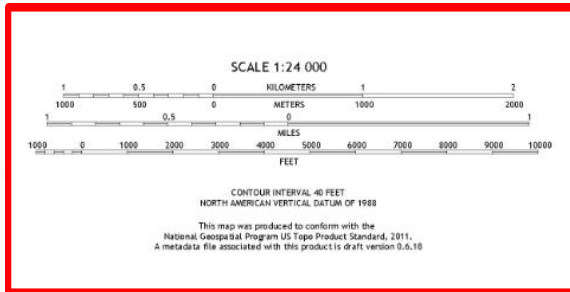 SCALE 1:24 000
1 0.5 0 KILOMETERS 1 2
1000 500 0 METERS 1000 2000
1 0.5 0 1
MILES
1000 0 1000 2000 3000 4000 5000 6000 7000 8000 9000 10000
FEET
CONTOUR INTERVAL 40 FEET
NORTH AMERICAN VERTICAL DATUM OF 1988
This map was produced to conform with the
National Geospatial Program US Topo Product Standard, 2011.
A metadata file associated with this product is draft version 0.6.18